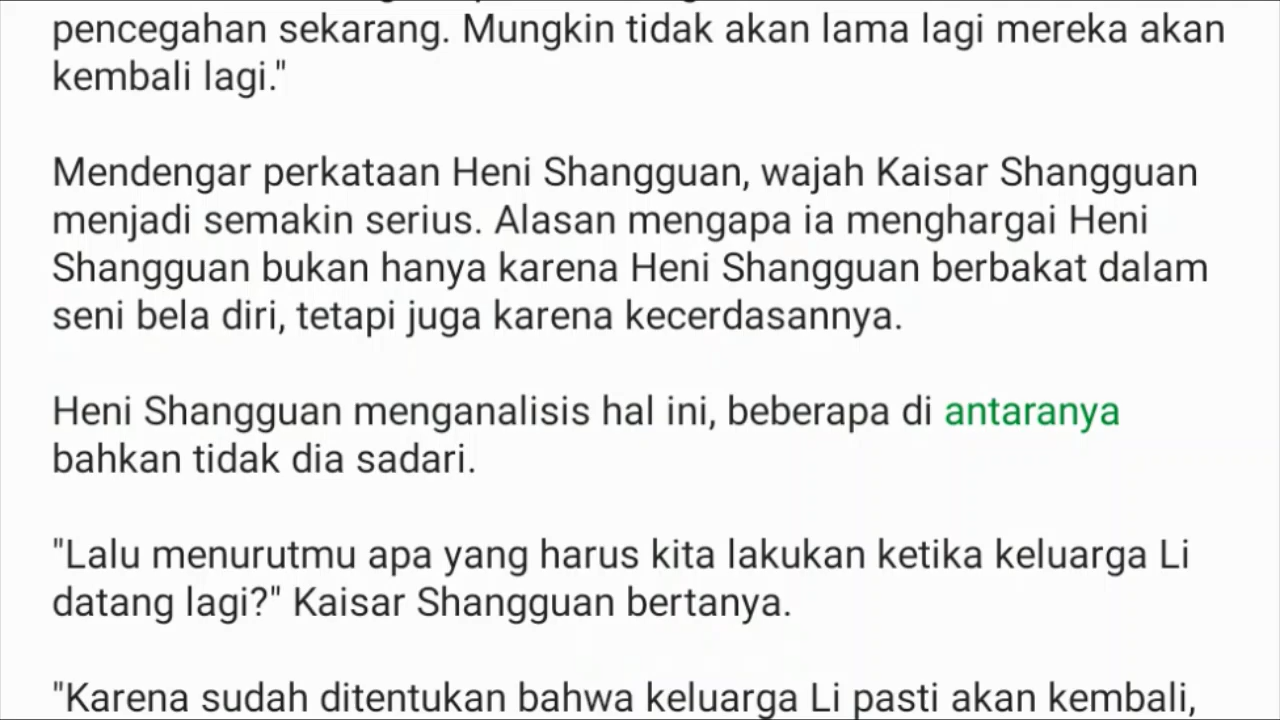 pencegahan sekarang. Mungkin tidak akan lama lagi mereka akan
kembali lagi."
Mendengar perkataan Heni Shangguan, wajah Kaisar Shangguan
menjadi semakin serius. Alasan mengapa ia menghargai Heni
Shangguan bukan hanya karena Heni Shangguan berbakat dalam
seni bela diri, tetapi juga karena kecerdasannya.
Heni Shangguan menganalisis hal ini, beberapa di antaranya
bahkan tidak dia sadari.
"Lalu menurutmu apa yang harus kita lakukan ketika keluarga Li
datang lagi?" Kaisar Shangguan bertanya.
"Karena sudah ditentukan bahwa keluarga Li pasti akan kembali,